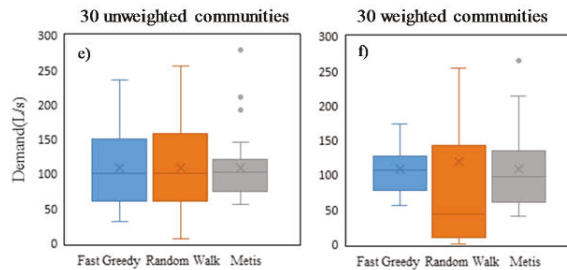 30 unweighted communities
30 weighted communities
e)
f)
Demand(L/s)
300
250
200
150
100
50
0
300
250
200
150
100
50
0
Fast Greedy Random Walk Metis
Fast Greedy Random Walk Metis